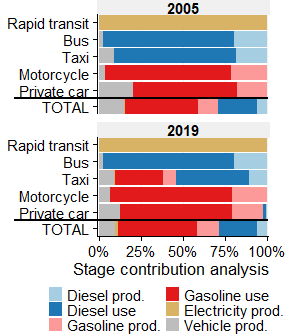 2005
Rapid transit
Bus
Taxi
Motorcycle
Private car
TOTAL
2019
Rapid transit
Bus
Taxi
Motorcycle
Private car
TOTAL
0% 25% 50% 75% 100%
Stage contribution analysis
Diesel prod. Gasoline use
Diesel use Electricity prod.
Gasoline prod. Vehicle prod.